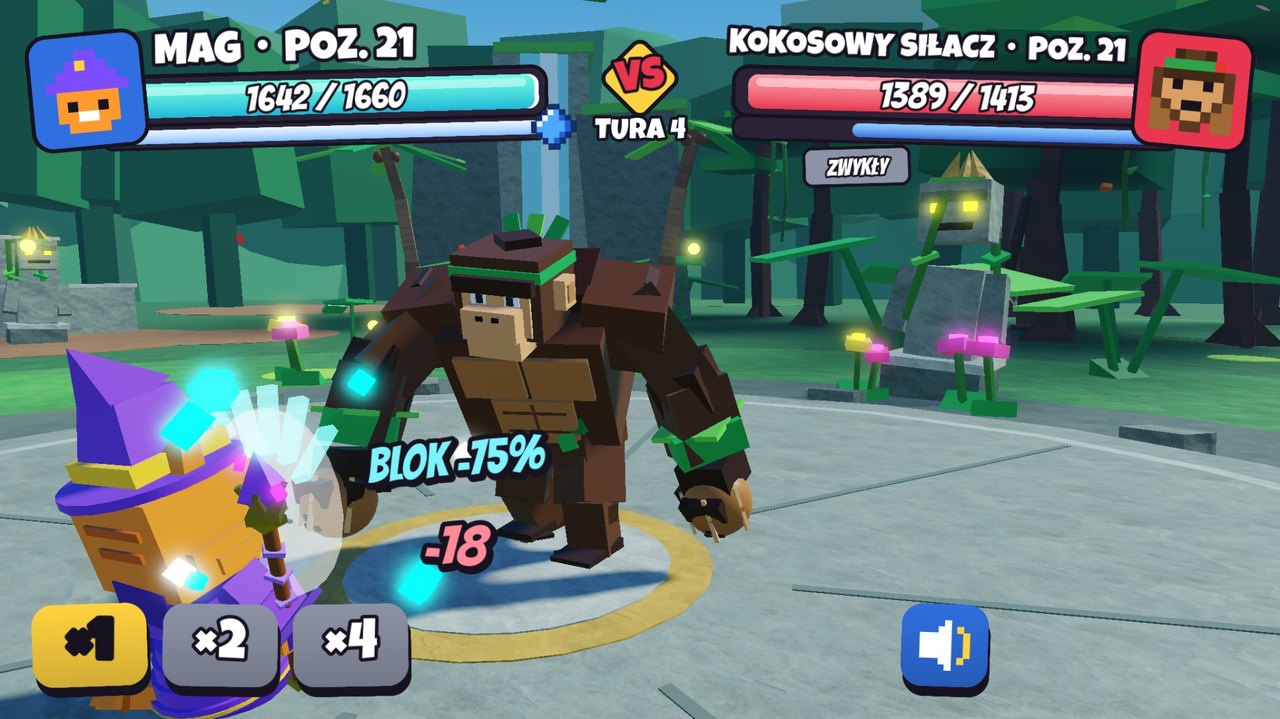 MAG • POZ. 21
1642 / 1660
VS
TURA 4
KOKOSOWY SIŁACZ • POZ. 21
1389 / 1413
ZWYKŁY
BLOK -75%
-18
×1
×2
×4